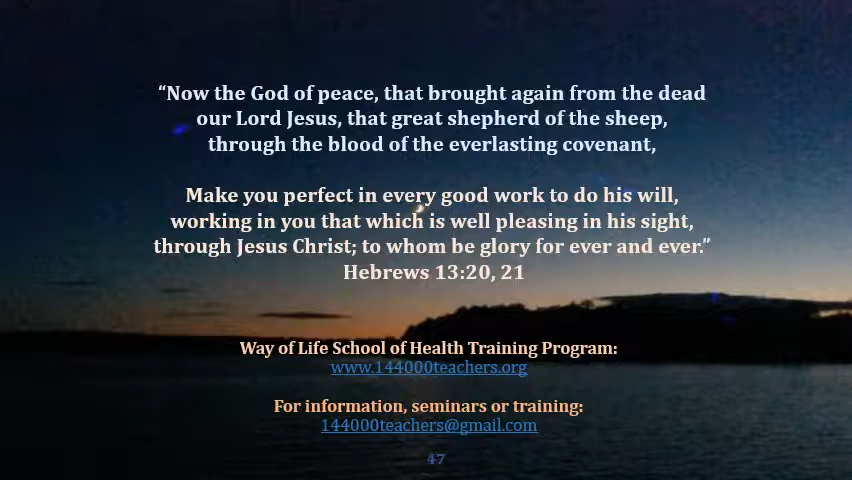 “Now the God of peace, that brought again from the dead
our Lord Jesus, that great shepherd of the sheep,
through the blood of the everlasting covenant,
Make you perfect in every good work to do his will,
working in you that which is well pleasing in his sight,
through Jesus Christ; to whom be glory for ever and ever.”
Hebrews 13:20, 21
Way of Life School of Health Training Program:
www.144000teachers.org
For information, seminars or training:
144000teachers@gmail.com
47